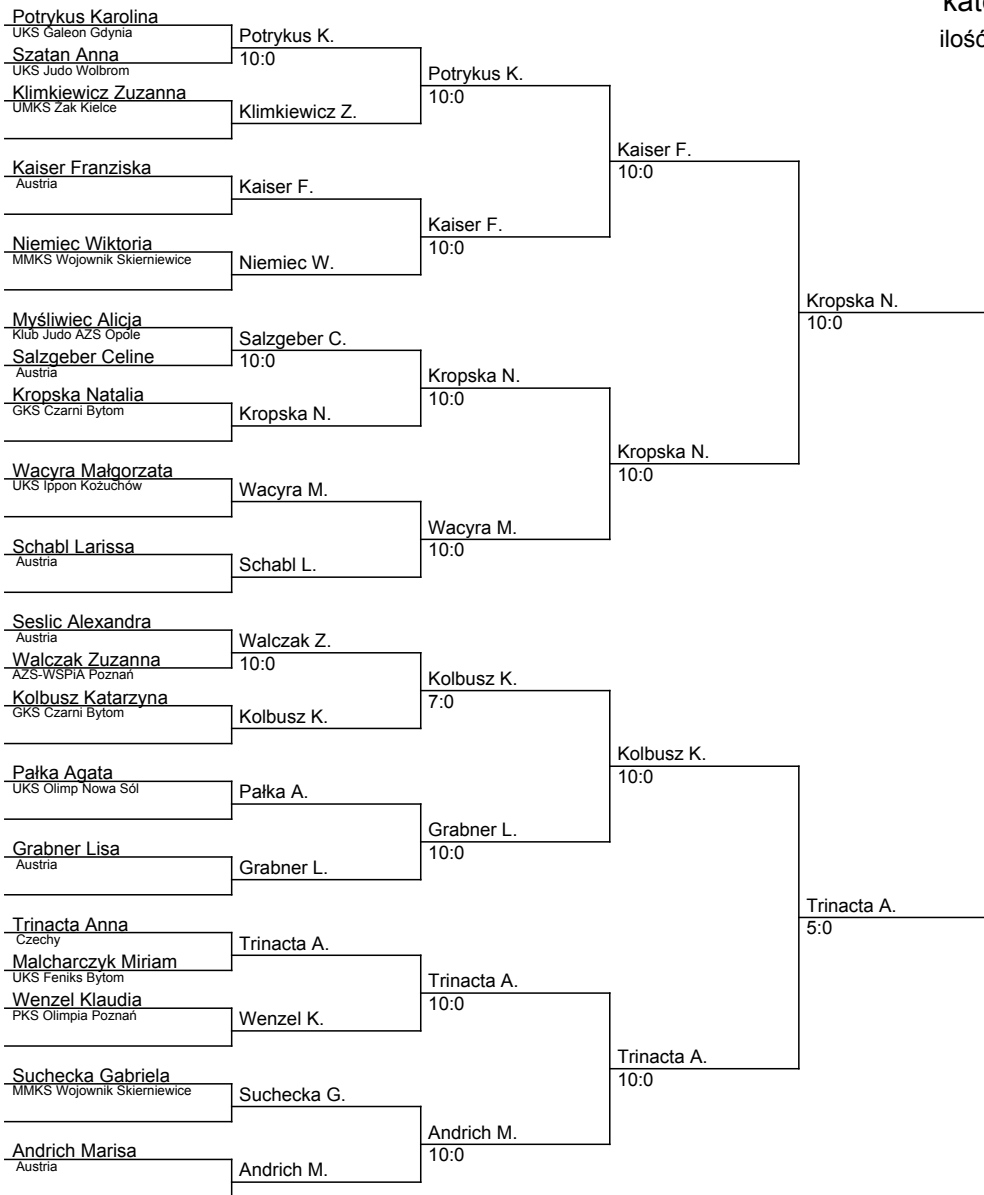 kate
ilość
Potrykus Karolina
UKS Galeon Gdynia
Szatan Anna
UKS Judo Wolbrom
Klimkiewicz Zuzanna
UMKS Żak Kielce
Kaiser Franziska
Austria
Niemiec Wiktoria
MMKS Wojownik Skierniewice
Myśliwiec Alicja
Klub Judo AZS Opole
Salzgeber Celine
Austria
Kropska Natalia
GKS Czarni Bytom
Wacyra Małgorzata
UKS Ippon Kożuchów
Schabl Larissa
Austria
Seslic Alexandra
Austria
Walczak Zuzanna
AZS-WSPiA Poznań
Kolbusz Katarzyna
GKS Czarni Bytom
Pałka Agata
UKS Olimp Nowa Sól
Grabner Lisa
Austria
Trinacta Anna
Czechy
Malcharczyk Miriam
UKS Feniks Bytom
Wenzel Klaudia
PKS Olimpia Poznań
Suchecka Gabriela
MMKS Wojownik Skierniewice
Andrich Marisa
Austria
Potrykus K.
10:0
Klimkiewicz Z.
Kaiser F.
Niemiec W.
Salzgeber C.
10:0
Kropska N.
Wacyra M.
Schabl L.
Walczak Z.
10:0
Kolbusz K.
Pałka A.
Grabner L.
Trinacta A.
Wenzel K.
Suchecka G.
Andrich M.
Potrykus K.
10:0
Kaiser F.
10:0
Kropska N.
10:0
Wacyra M.
10:0
Kolbusz K.
7:0
Grabner L.
10:0
Trinacta A.
10:0
Andrich M.
10:0
Kaiser F.
10:0
Kropska N.
10:0
Kolbusz K.
10:0
Trinacta A.
10:0
Kropska N.
10:0
Trinacta A.
5:0